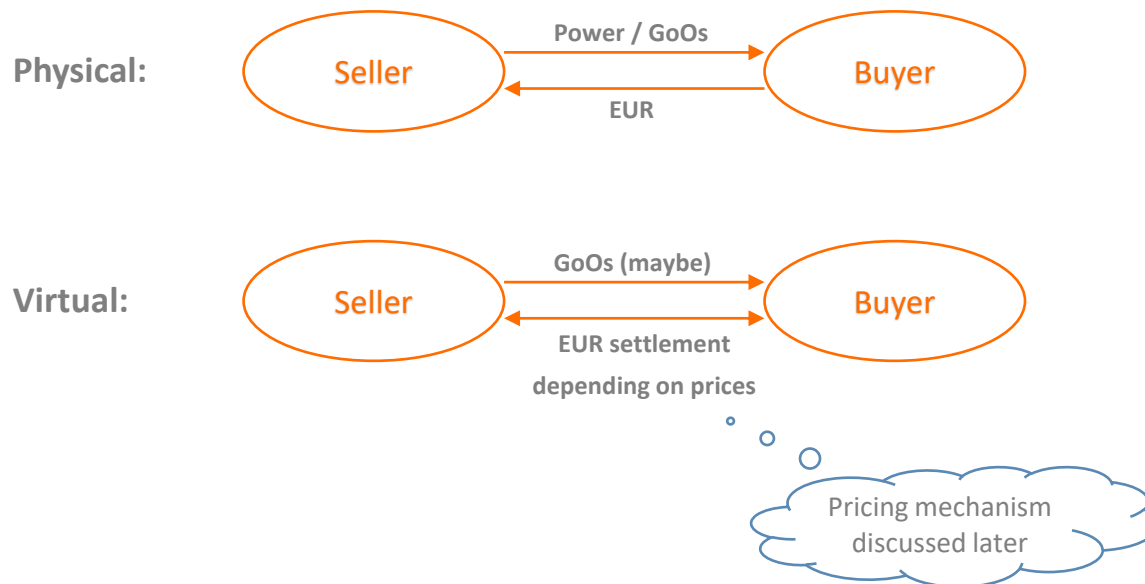 Physical:
Seller
Power / GoOs
EUR
Buyer
Virtual:
Seller
GoOs (maybe)
EUR settlement
depending on prices
Buyer
Pricing mechanism
discussed later